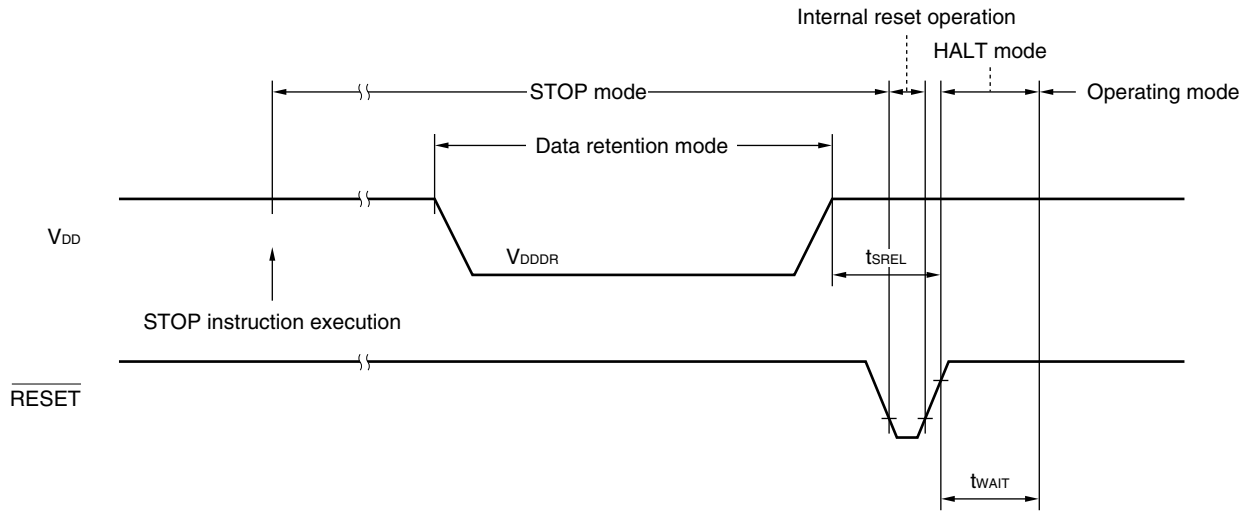 Internal reset operation
HALT mode
STOP mode
Operating mode
Data retention mode
VDD
VDDDR
tSREL
STOP instruction execution
RESET
tWAIT